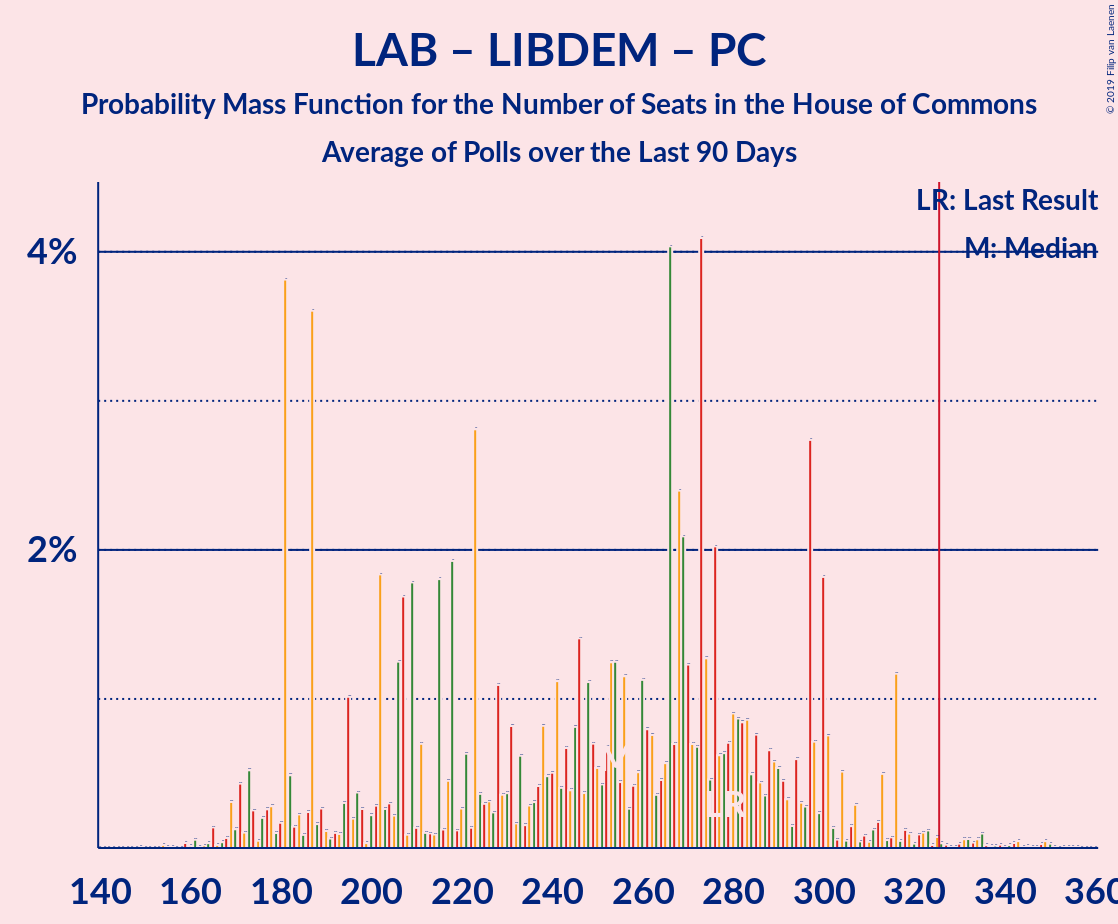 LAB – LIBDEM – PC
Probability Mass Function for the Number of Seats in the House of Commons
Average of Polls over the Last 90 Days
© 2019 Filip van Laenen
LR: Last Result
M: Median
4%
2%
M
LR
140 160 180 200 220 240 260 280 300 320 340 360